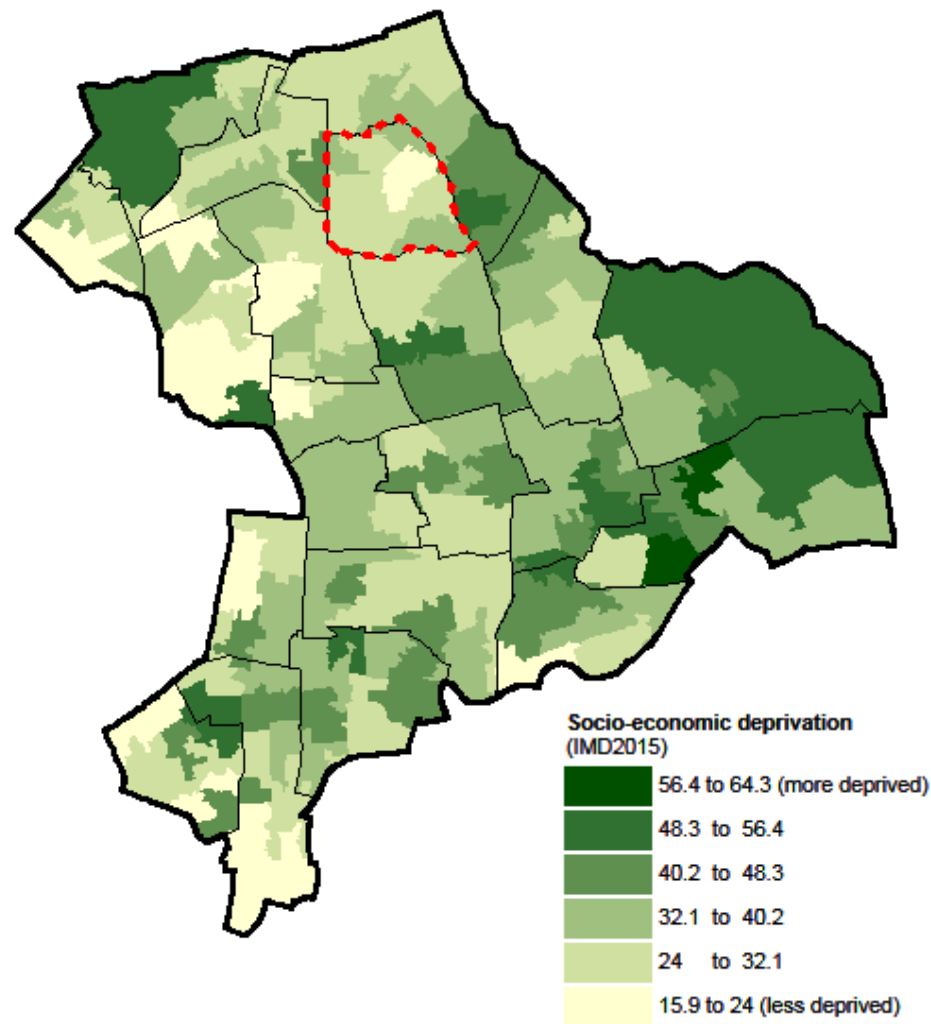 Socio-economic deprivation
(IMD2015)
56.4 to 64.3 (more deprived)
48.3 to 56.4
40.2 to 48.3
32.1 to 40.2
24 to 32.1
15.9 to 24 (less deprived)